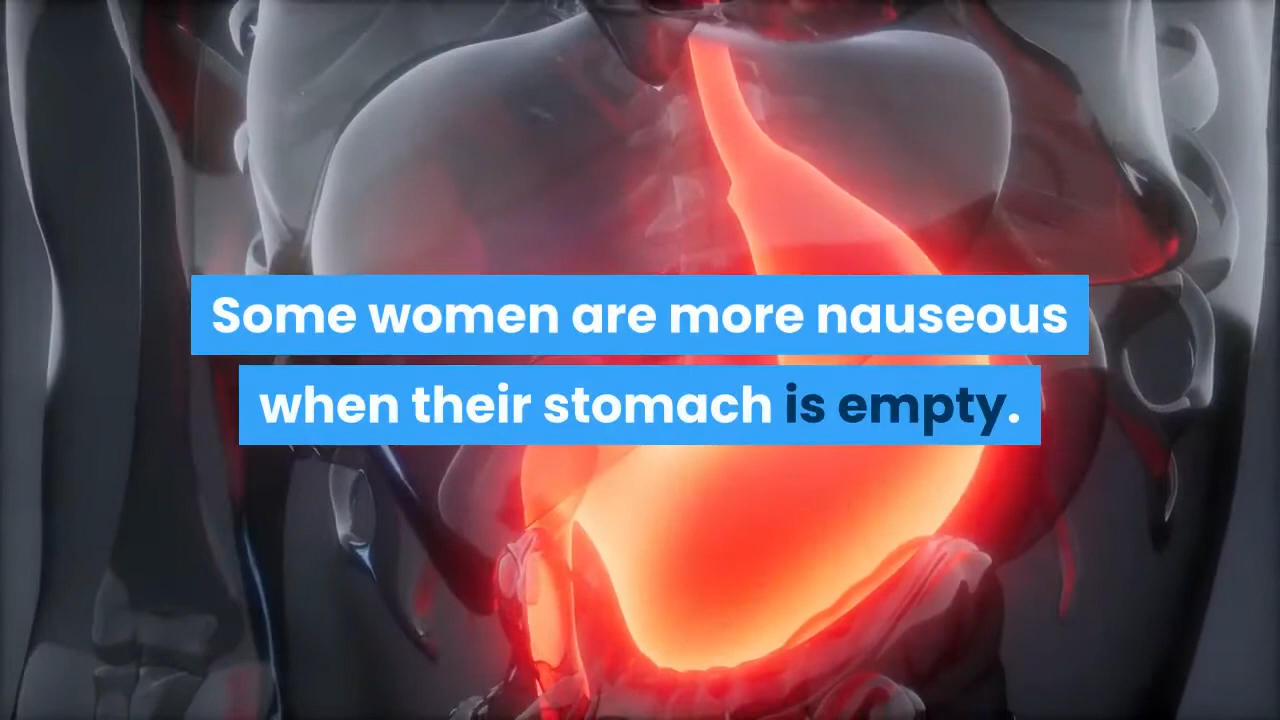 Some women are more nauseous
when their stomach is empty.